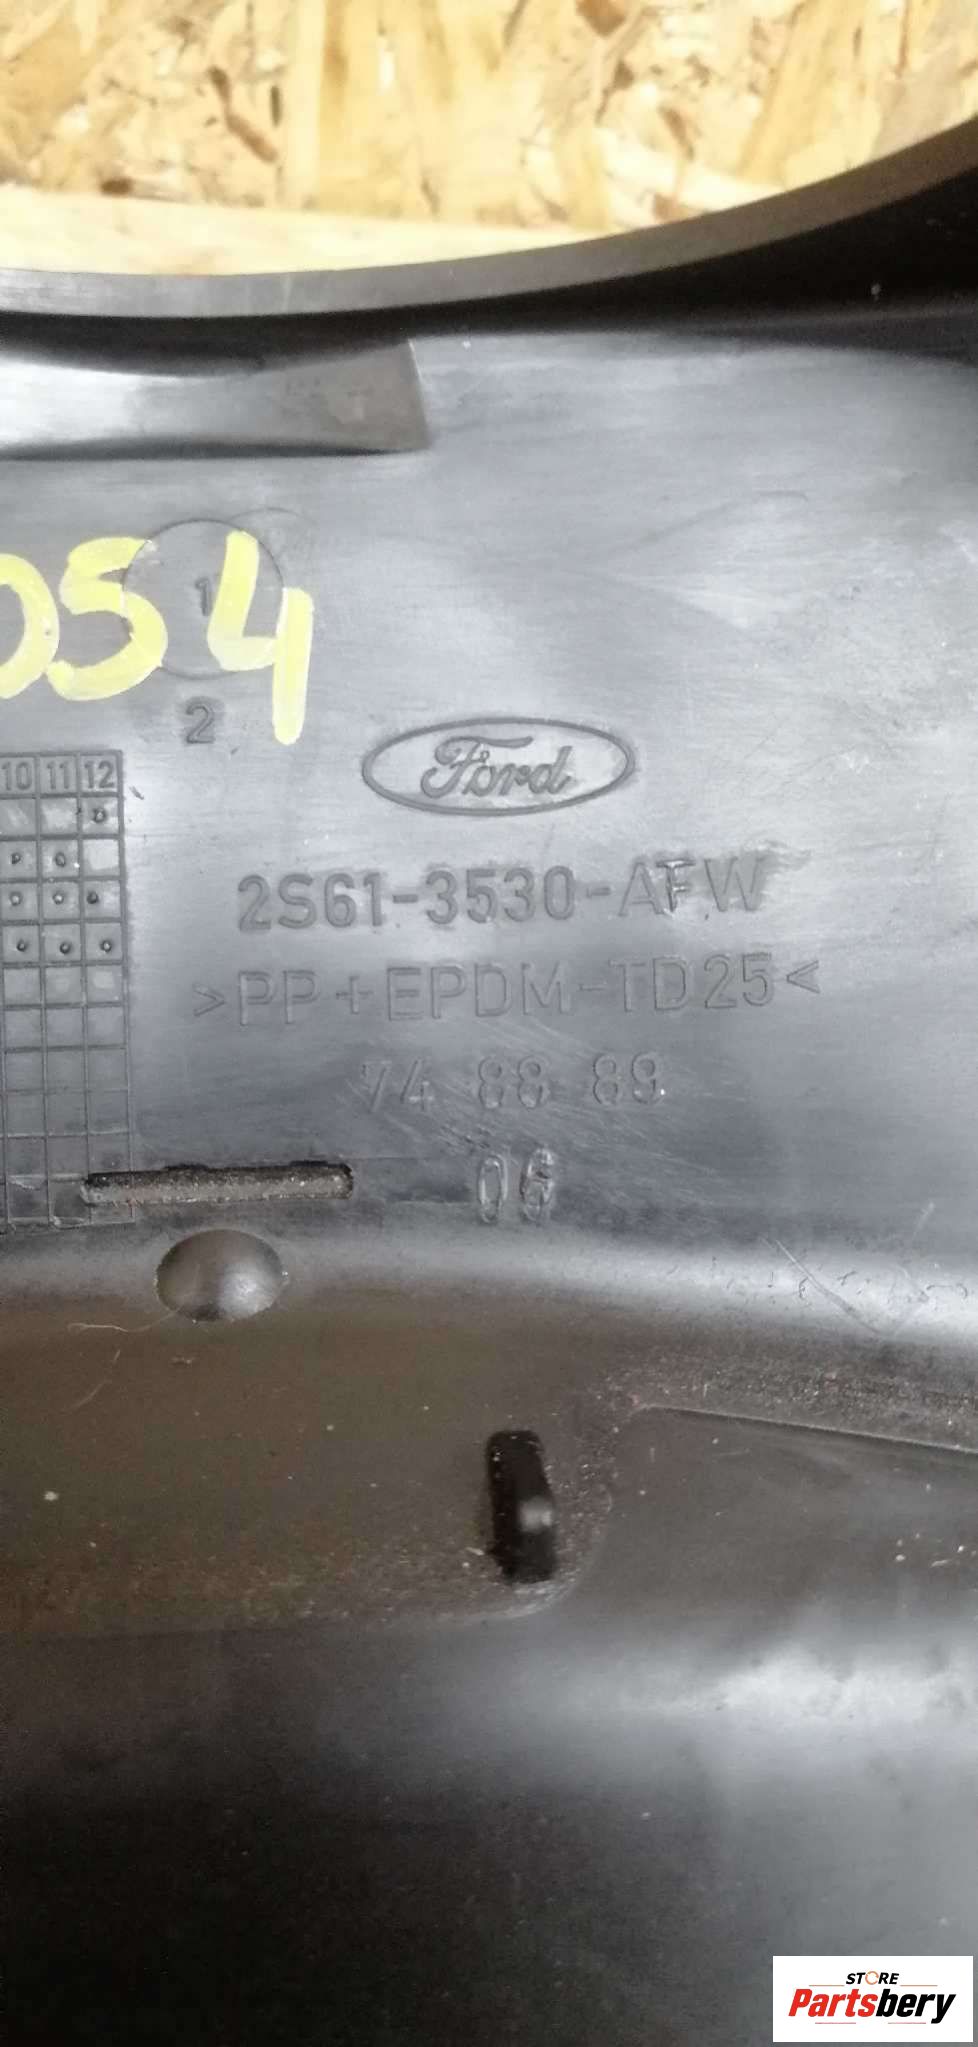 054
1
2
Ford
10 11 12
2S61-3530-AFW
>PP+EPDM-TD25<
74 88 89
06
STORE
Partsbery